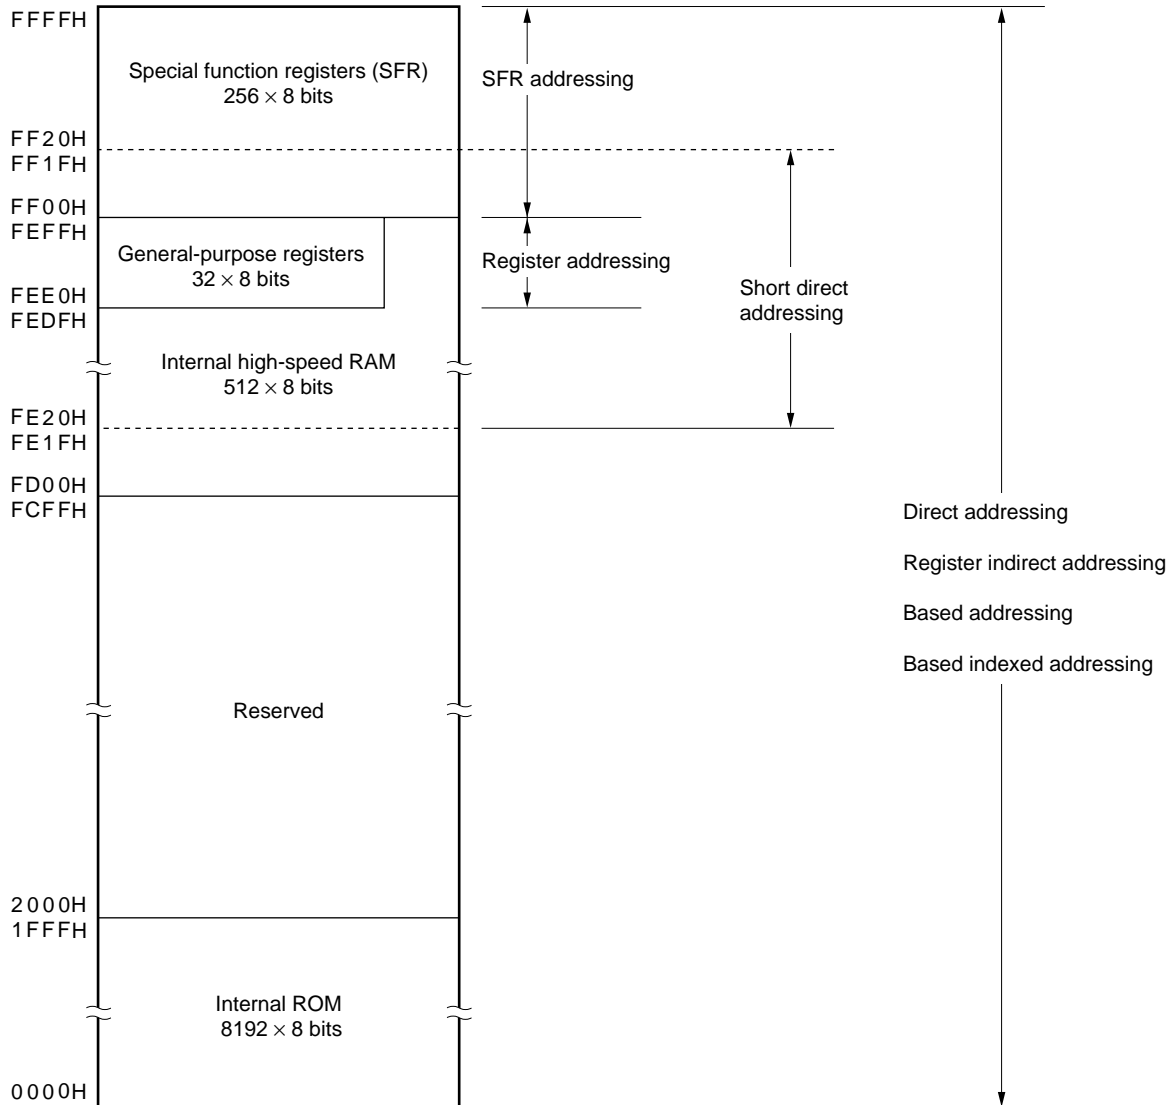 FFFFH
Special function registers (SFR)
256 × 8 bits
SFR addressing
FF20H
FF1FH
FF00H
FEFFH
General-purpose registers
32 × 8 bits
Register addressing
Short direct
addressing
FEE0H
FEDFH
Internal high-speed RAM
512 × 8 bits
FE20H
FE1FH
FD00H
FCFFH
Direct addressing
Register indirect addressing
Based addressing
Based indexed addressing
Reserved
2000H
1FFFH
Internal ROM
8192 × 8 bits
0000H